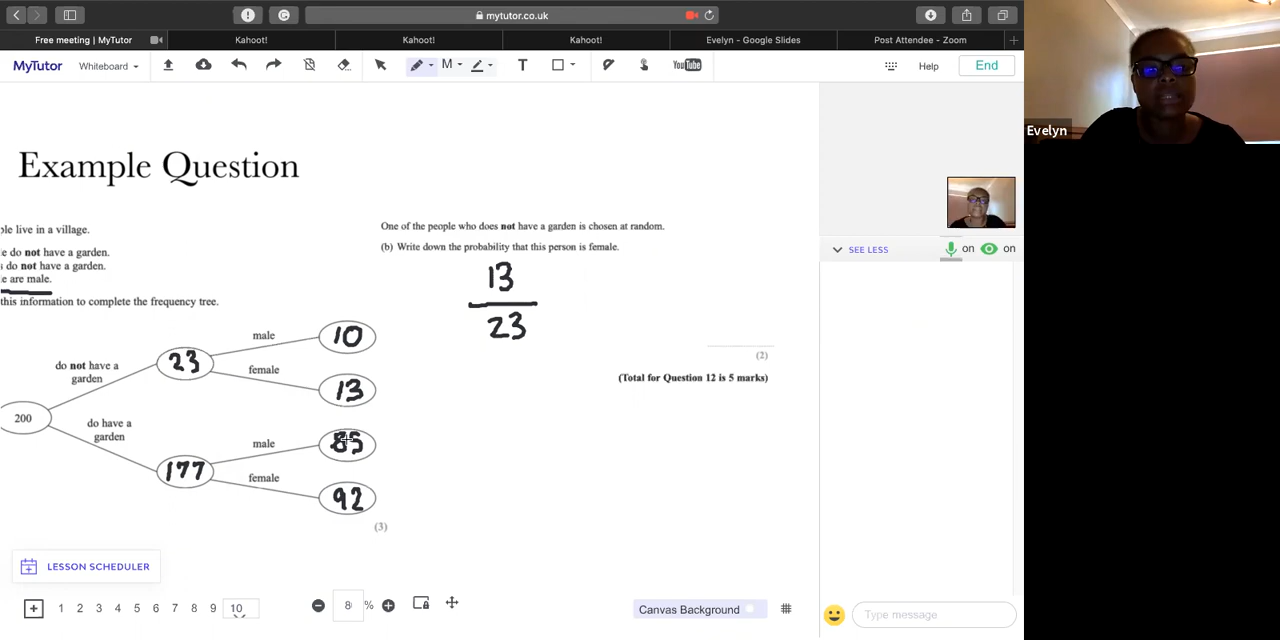 mytutor.co.uk
Free meeting | MyTutor
Kahoot!
Kahoot!
Kahoot!
Evelyn - Google Slides
Post Attendee - Zoom
MyTutor
Whiteboard
M
T
YouTube
Help
End
Evelyn
Example Question
ple live in a village.
e do not have a garden.
do not have a garden.
e are male.
this information to complete the frequency tree.
200
do not have a
garden
23
male
10
female
13
do have a
garden
177
male
85
female
92
(3)
One of the people who does not have a garden is chosen at random.
(b) Write down the probability that this person is female.
13
23
(2)
(Total for Question 12 is 5 marks)
SEE LESS
on
on
LESSON SCHEDULER
1 2 3 4 5 6 7 8 9 10
8 %
Canvas Background
Type message